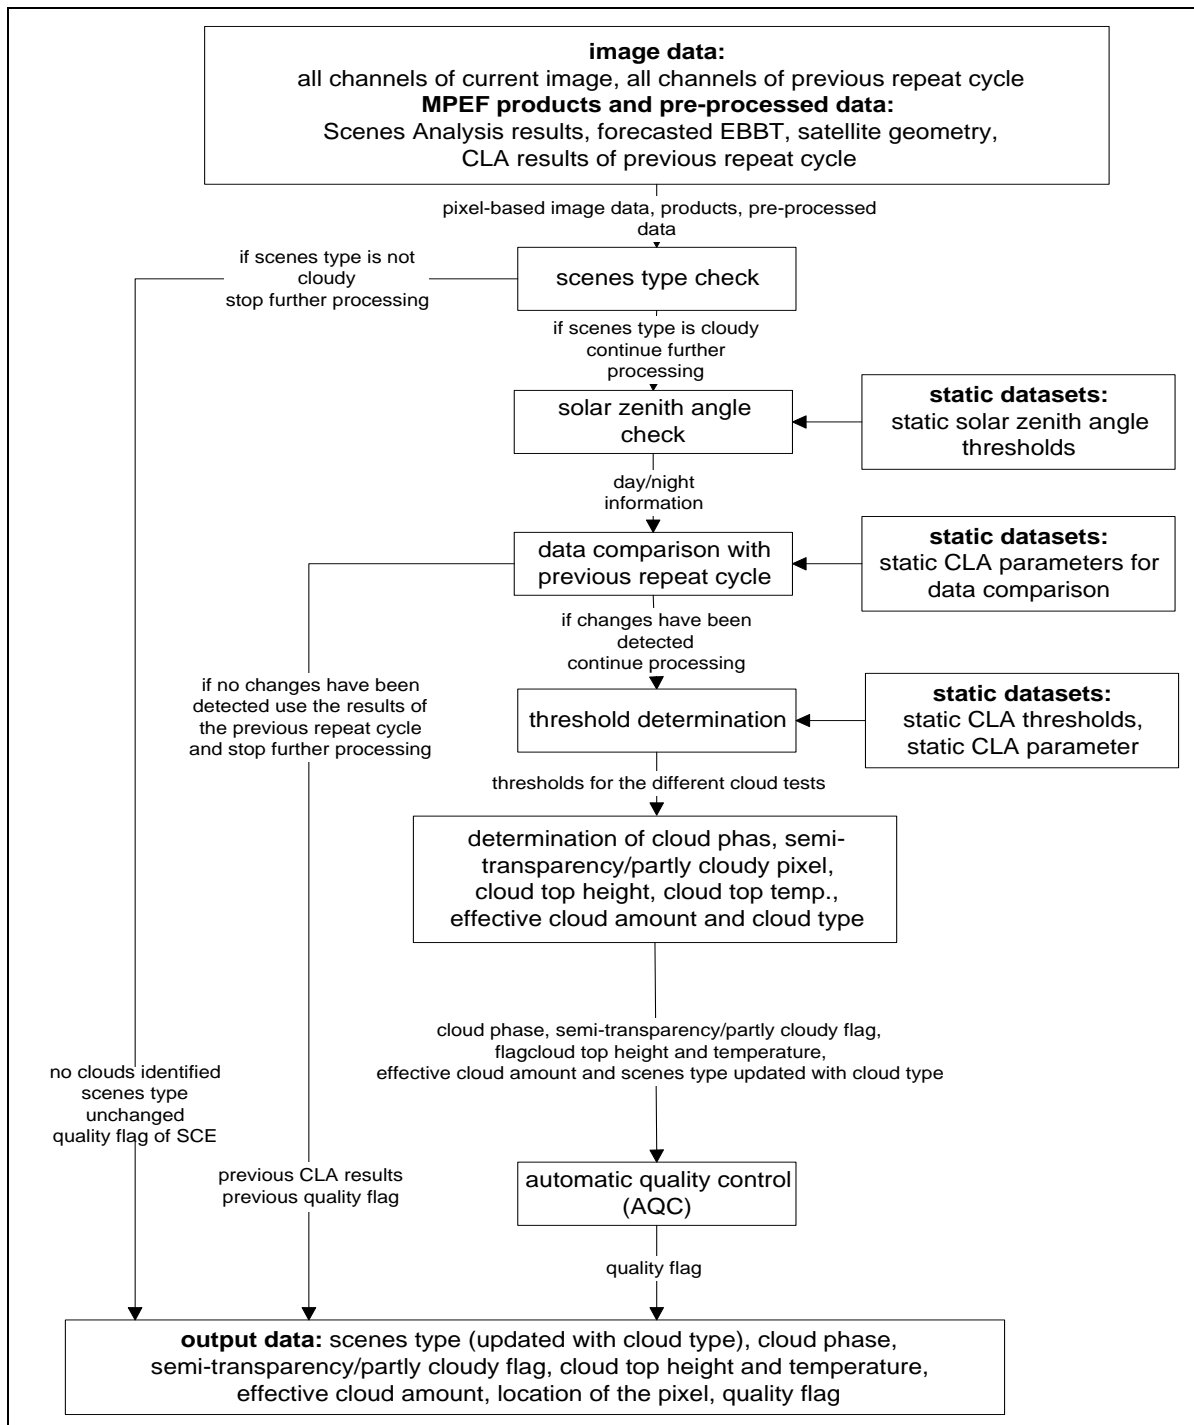 image data:
all channels of current image, all channels of previous repeat cycle
MPEF products and pre-processed data:
Scenes Analysis results, forecasted EBBT, satellite geometry,
CLA results of previous repeat cycle
pixel-based image data, products, pre-processed
data
if scenes type is not
cloudy
stop further processing
scenes type check
if scenes type is cloudy
continue further
processing
solar zenith angle
check
static datasets:
static solar zenith angle
thresholds
day/night
information
data comparison with
previous repeat cycle
static datasets:
static CLA parameters for
data comparison
if changes have been
detected
continue processing
if no changes have been
detected use the results of
the previous repeat cycle
and stop further processing
threshold determination
static datasets:
static CLA thresholds,
static CLA parameter
thresholds for the different cloud tests
determination of cloud phas, semi-
transparency/partly cloudy pixel,
cloud top height, cloud top temp.,
effective cloud amount and cloud type
cloud phase, semi-transparency/partly cloudy flag,
flagcloud top height and temperature,
effective cloud amount and scenes type updated with cloud type
no clouds identified
scenes type
unchanged
quality flag of SCE
previous CLA results
previous quality flag
automatic quality control
(AQC)
quality flag
output data: scenes type (updated with cloud type), cloud phase,
semi-transparency/partly cloudy flag, cloud top height and temperature,
effective cloud amount, location of the pixel, quality flag